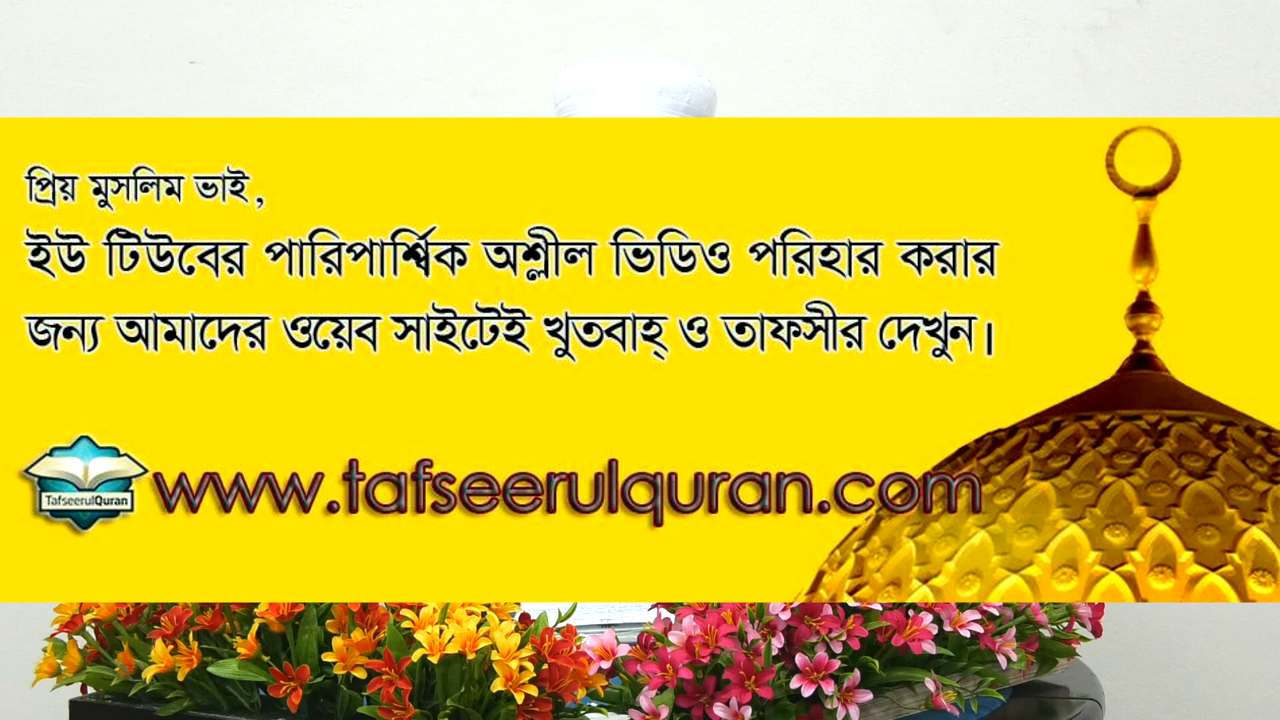 প্রিয় মুসলিম ভাই,
ইউ টিউবের পারিপার্শ্বিক অশ্লীল ভিডিও পরিহার করার
জন্য আমাদের ওয়েব সাইটেই খুতবাহ্ ও তাফসীর দেখুন।
TafseerulQuran
www.tafseerulquran.com